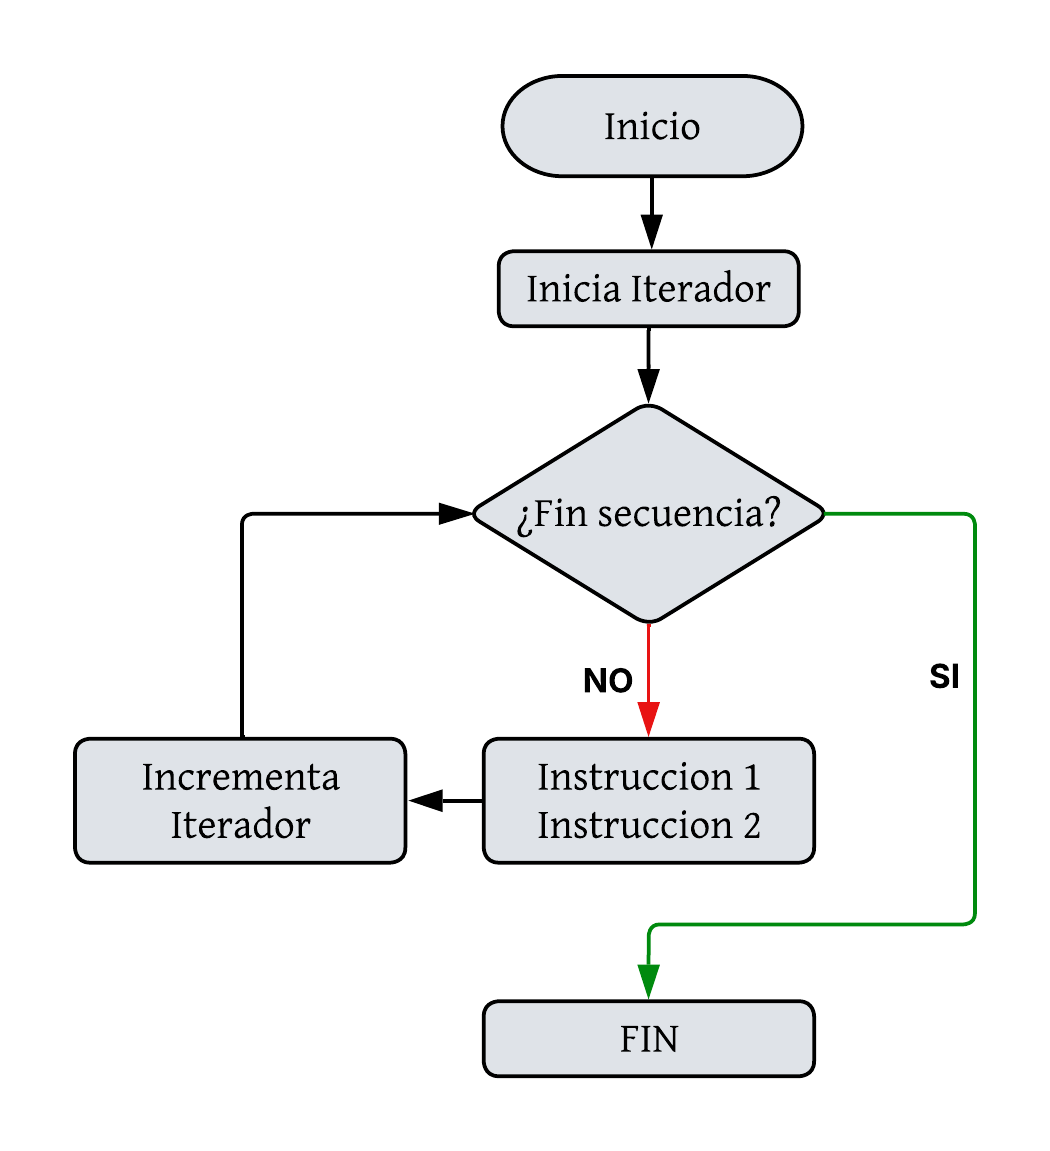 Inicio
Inicia Iterador
¿Fin secuencia?
NO
SI
Incrementa
Iterador
Instruccion 1
Instruccion 2
FIN